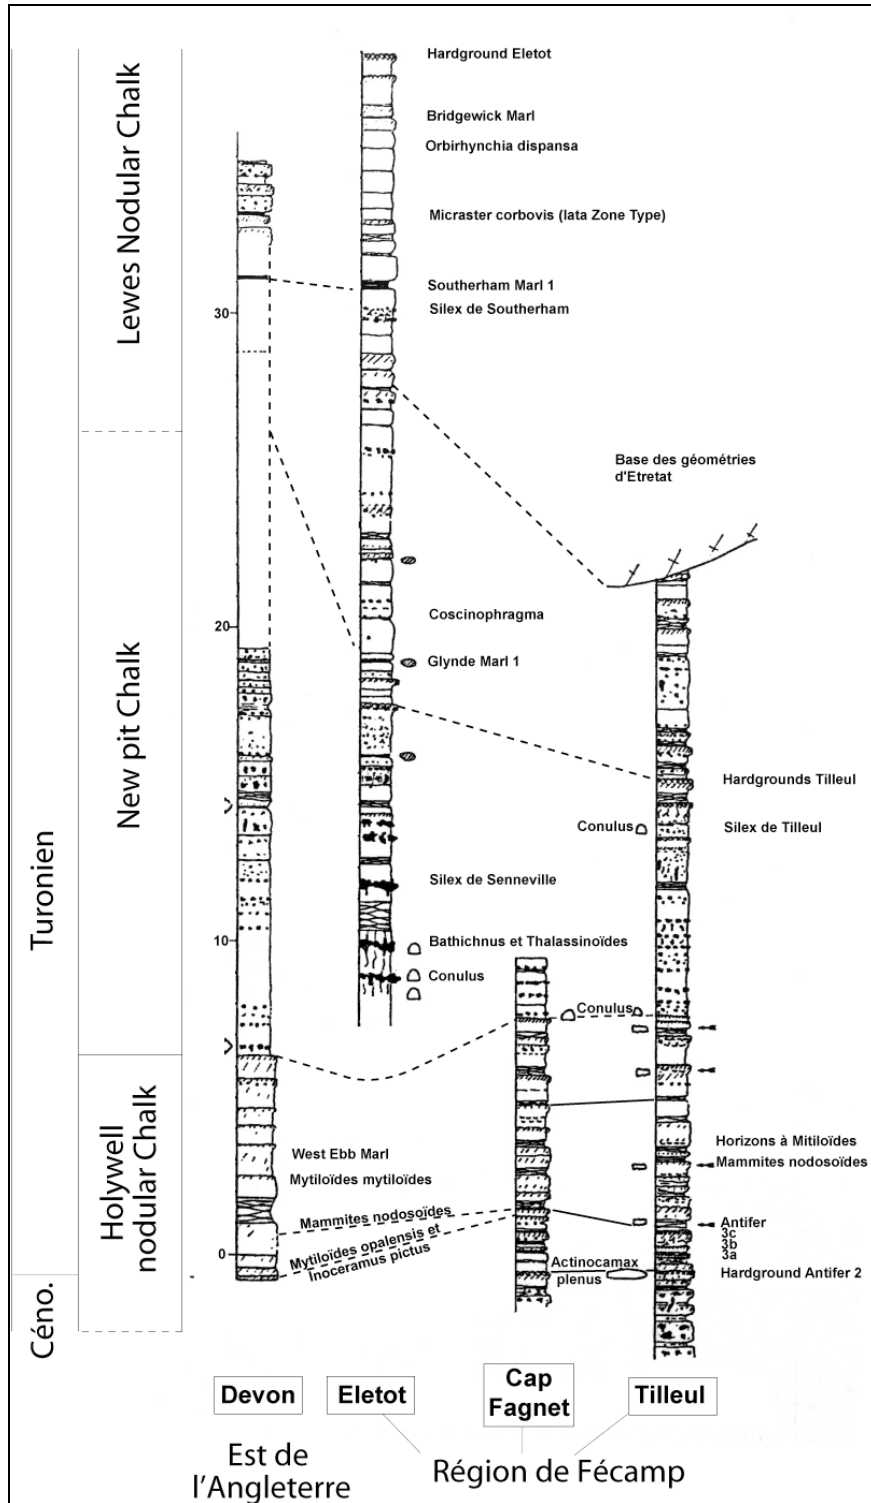 Hardground Eletot
Bridgewick Marl
Orbirhynchia dispansa
Micraster corbovis (lata Zone Type)
Southerham Marl 1
Silex de Southerham
Base des géométries
d'Etretat
Coscinophragma
Glynde Marl 1
Hardgrounds Tilleul
Conulus
Silex de Tilleul
Silex de Senneville
Bathichnus et Thalassinoïdes
Conulus
Conulus
Horizons à Mitiloïdes
Mammites nodosoïdes
West Ebb Marl
Mytiloïdes mytiloïdes
Mammites nodosoïdes
Mytiloïdes opalensis et
Inoceramus pictus
Antifer
3c
3b
3a
Actinocamax
plenus
Hardground Antifer 2
30
20
10
0
Lewes Nodular Chalk
New pit Chalk
Holywell
nodular Chalk
Turonien
Céno.
Devon
Eletot
Cap
Fagnet
Tilleul
Est de
l'Angleterre
Région de Fécamp